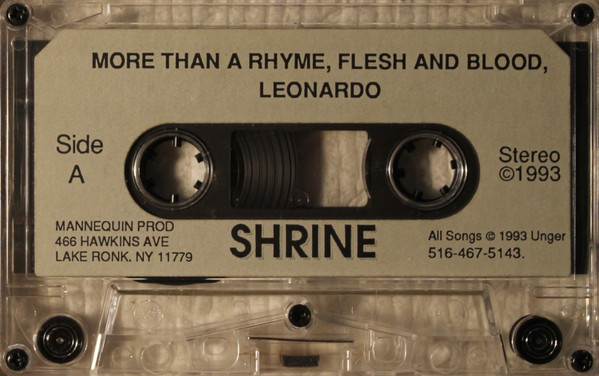 MORE THAN A RHYME, FLESH AND BLOOD,
LEONARDO
Side
A
Stereo
©1993
MANNEQUIN PROD
466 HAWKINS AVE
LAKE RONK. NY 11779
SHRINE
All Songs © 1993 Unger
516-467-5143.